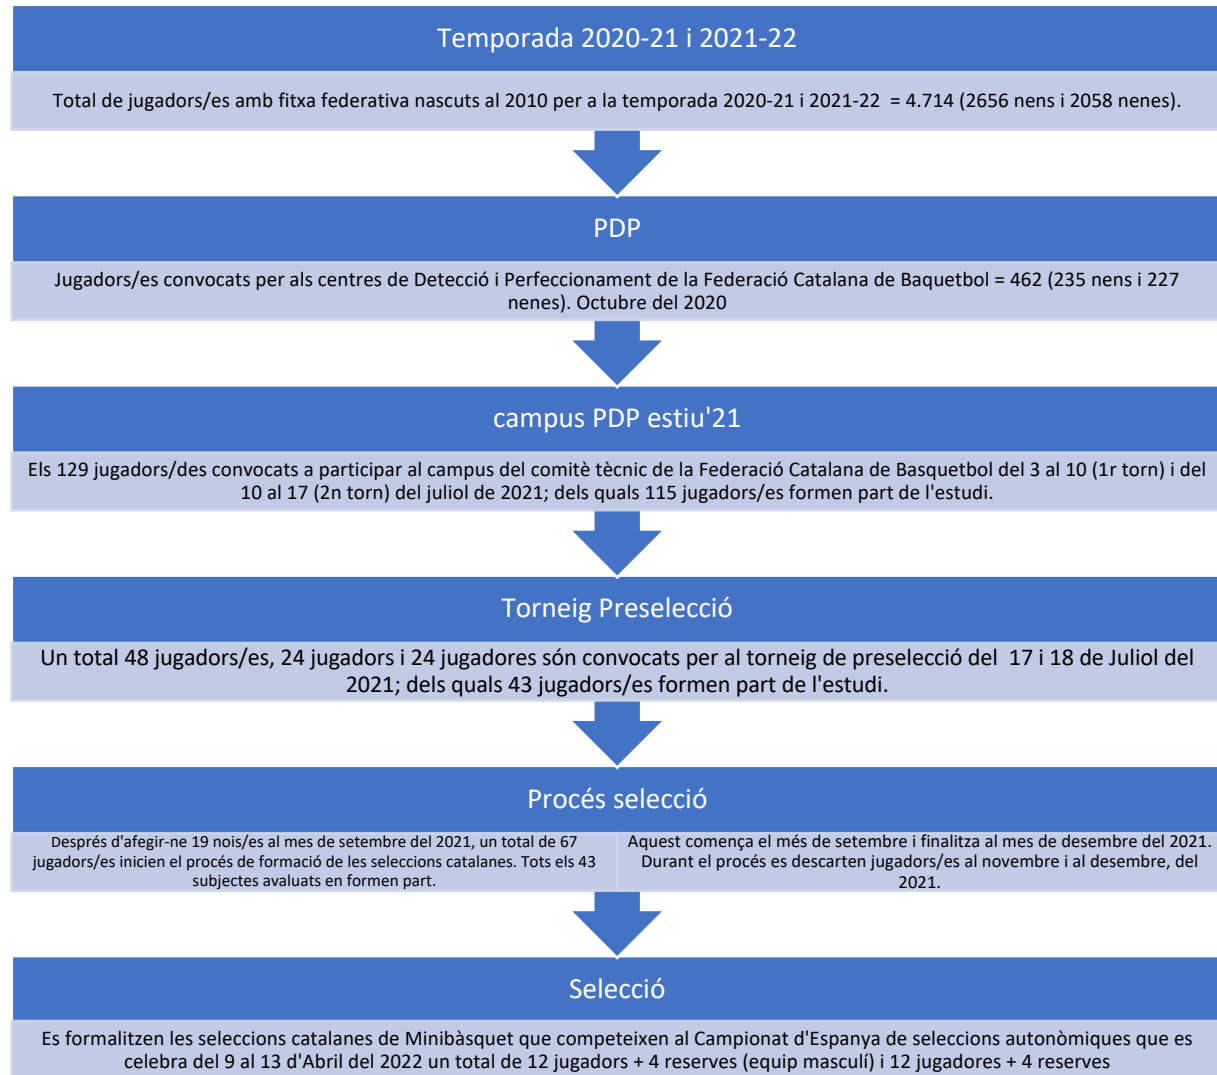 Temporada 2020-21 i 2021-22
Total de jugadors/es amb fitxa federativa nascuts al 2010 per a la temporada 2020-21 i 2021-22 = 4.714 (2656 nens i 2058 nenes).
PDP
Jugadors/es convocats per als centres de Detecció i Perfeccionament de la Federació Catalana de Baquetbol = 462 (235 nens i 227
nenes). Octubre del 2020
campus PDP estiu'21
Els 129 jugadors/des convocats a participar al campus del comitè tècnic de la Federació Catalana de Basquetbol del 3 al 10 (1r torn) i del
10 al 17 (2n torn) del juliol de 2021; dels quals 115 jugadors/es formen part de l'estudi.
Torneig Preselecció
Un total 48 jugadors/es, 24 jugadors i 24 jugadores són convocats per al torneig de preselecció del 17 i 18 de Juliol del
2021; dels quals 43 jugadors/es formen part de l'estudi.
Procés selecció
Després d'afegir-ne 19 nois/es al mes de setembre del 2021, un total de 67
jugadors/es inicien el procés de formació de les seleccions catalanes. Tots els 43
subjectes avaluats en formen part.
Aquest comença el més de setembre i finalitza al mes de desembre del 2021.
Durant el procés es descarten jugadors/es al novembre i al desembre, del
2021.
Selecció
Es formalitzen les seleccions catalanes de Minibàsquet que competeixen al Campionat d'Espanya de seleccions autonòmiques que es
celebra del 9 al 13 d'Abril del 2022 un total de 12 jugadors + 4 reserves (equip masculí) i 12 jugadores + 4 reserves